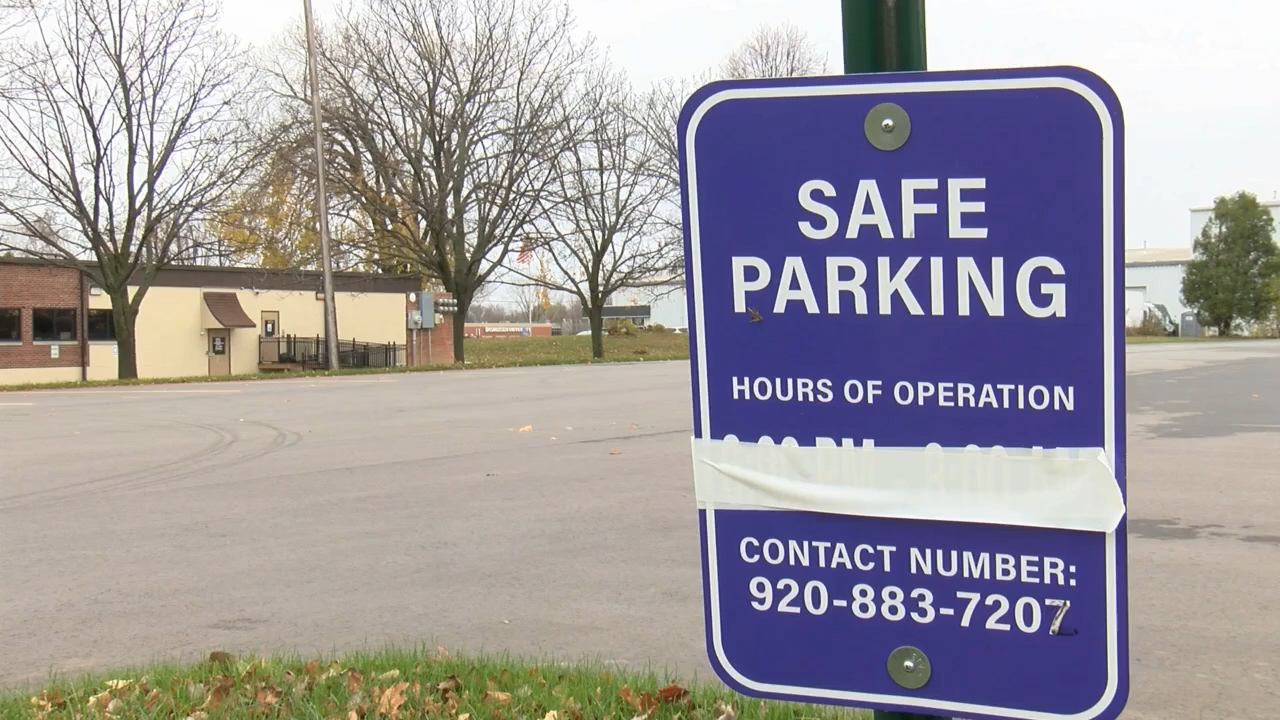 SAFE
PARKING
HOURS OF OPERATION
CONTACT NUMBER:
920-883-7207